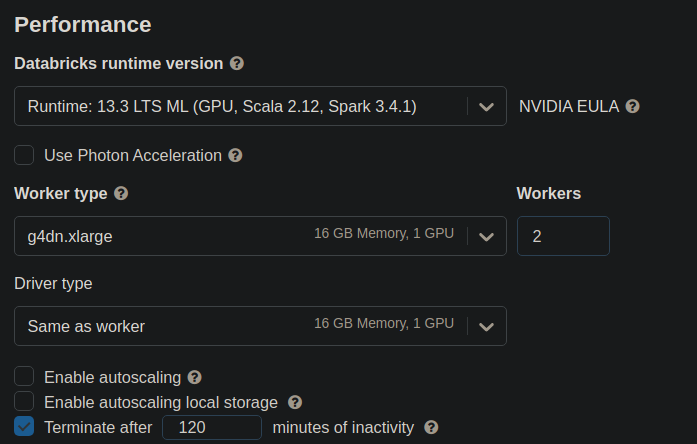 Performance
Databricks runtime version
Runtime: 13.3 LTS ML (GPU, Scala 2.12, Spark 3.4.1)
NVIDIA EULA
Use Photon Acceleration
Worker type
Workers
g4dn.xlarge
16 GB Memory, 1 GPU
2
Driver type
Same as worker
16 GB Memory, 1 GPU
Enable autoscaling
Enable autoscaling local storage
Terminate after 120 minutes of inactivity